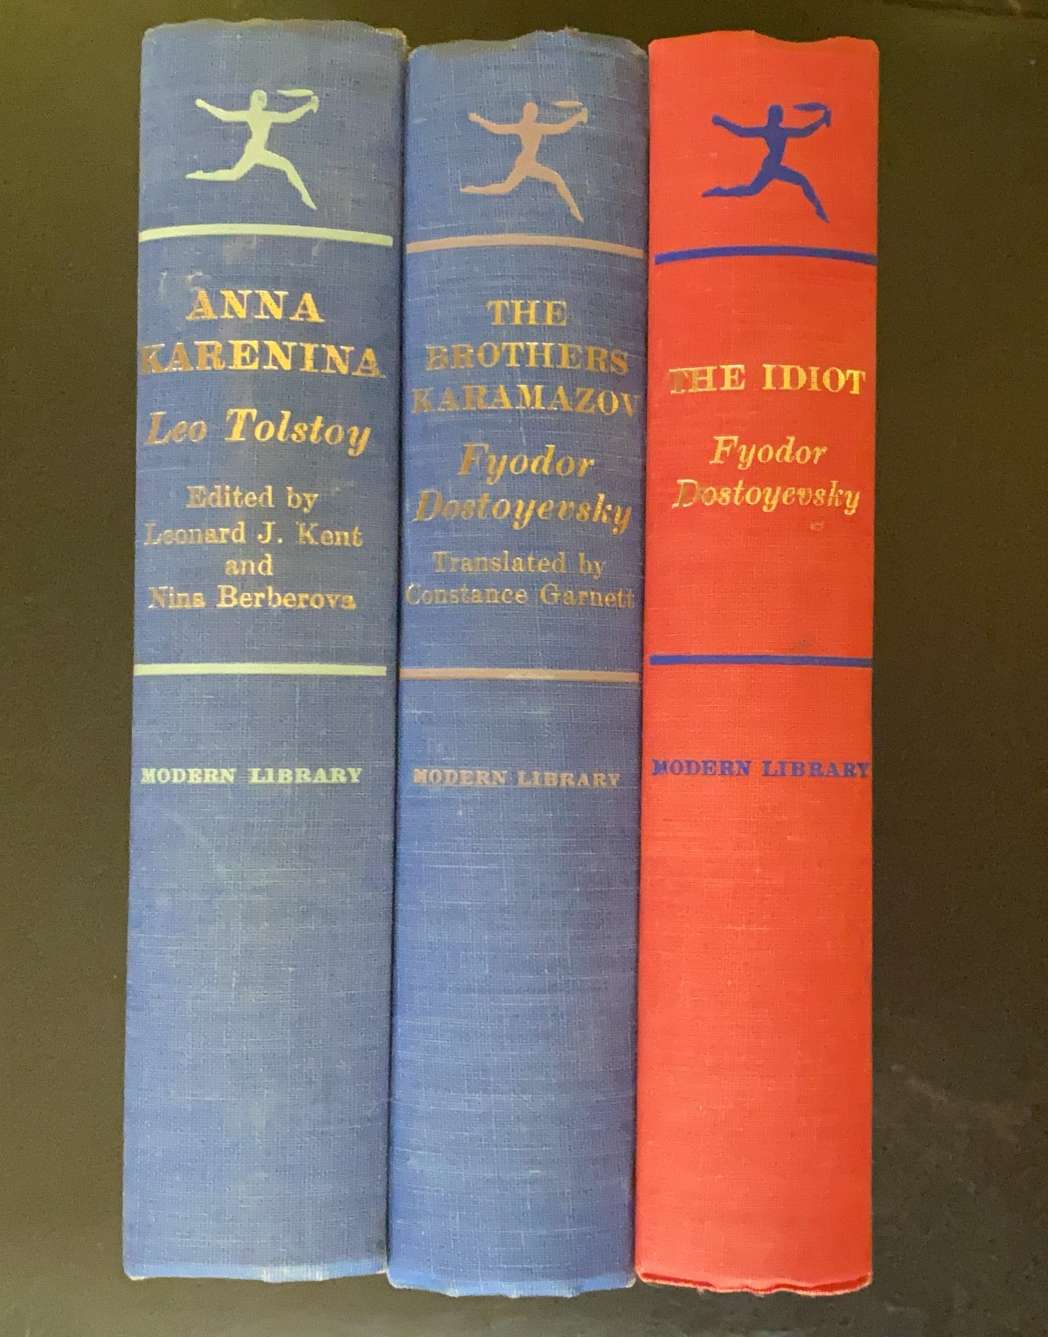 ANNA
KARENINA
Leo Tolstoy
Edited by
Leonard J. Kent
and
Nina Berberova
MODERN LIBRARY
THE
BROTHERS
KARAMAZOV
Fyodor
Dostoyevsky
Translated by
Constance Garnett
MODERN LIBRARY
THE IDIOT
Fyodor
Dostoyevsky
MODERN LIBRARY